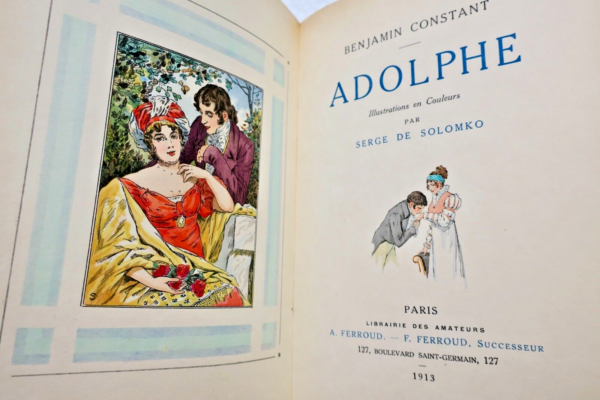 BENJAMIN CONSTANT
ADOLPHE
Illustrations en Couleurs
PAR
SERGE DE SOLOMKO
PARIS
LIBRAIRIE DES AMATEURS
A. FERROUD. — F. FERROUD, SUCCESSEUR
127, BOULEVARD SAINT-GERMAIN, 127
1913